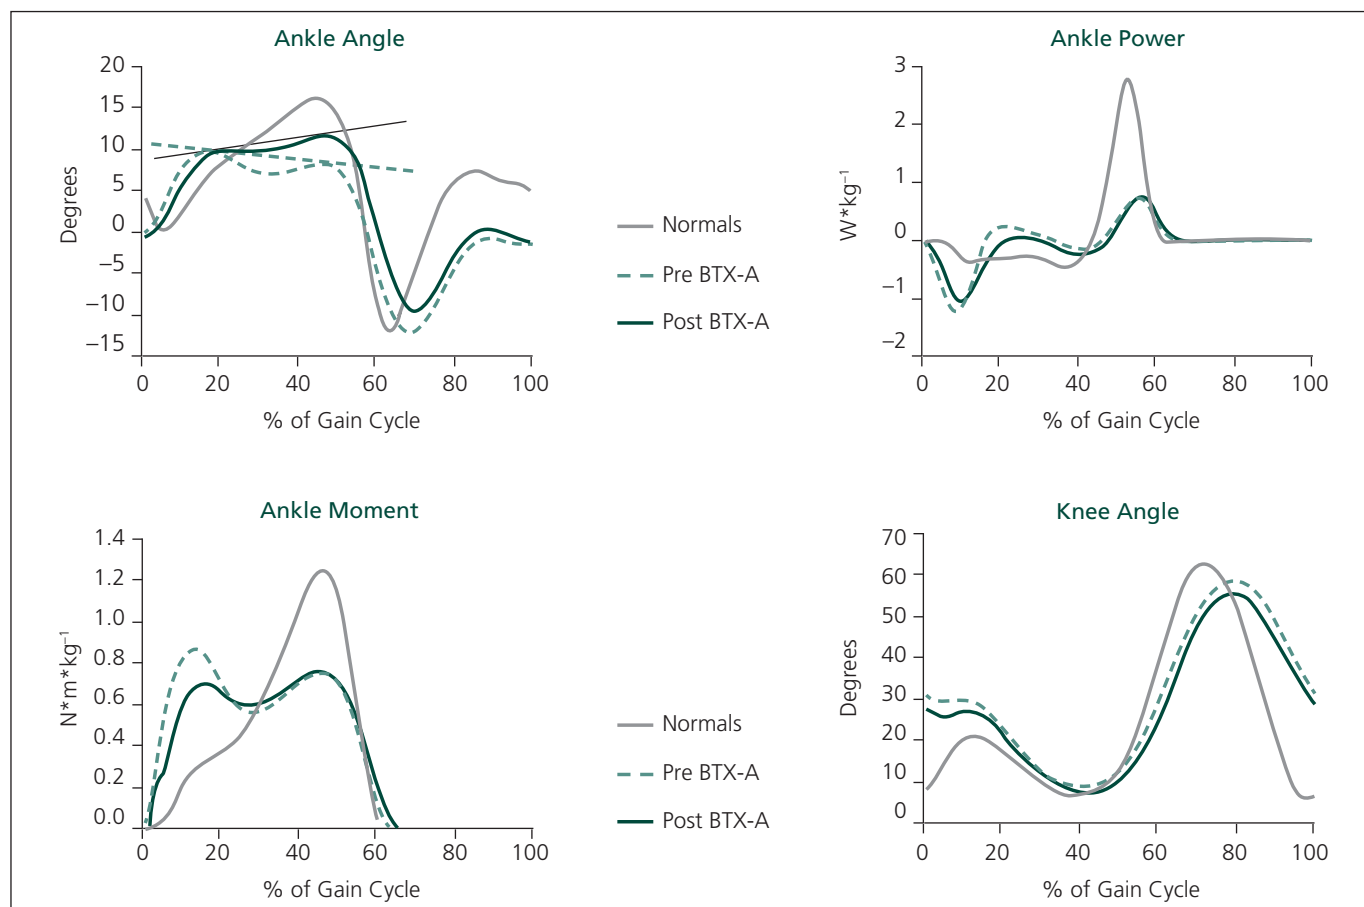 Ankle Angle
20
15
10
5
0
−5
−10
−15
Degrees
0 20 40 60 80 100
% of Gain Cycle
Normals
Pre BTX-A
Post BTX-A
Ankle Power
3
2
1
0
−1
−2
W*kg⁻¹
0 20 40 60 80 100
% of Gain Cycle
Ankle Moment
1.4
1.2
1.0
0.8
0.6
0.4
0.2
0.0
N*m*kg⁻¹
0 20 40 60 80 100
% of Gain Cycle
Normals
Pre BTX-A
Post BTX-A
Knee Angle
70
60
50
40
30
20
10
0
Degrees
0 20 40 60 80 100
% of Gain Cycle